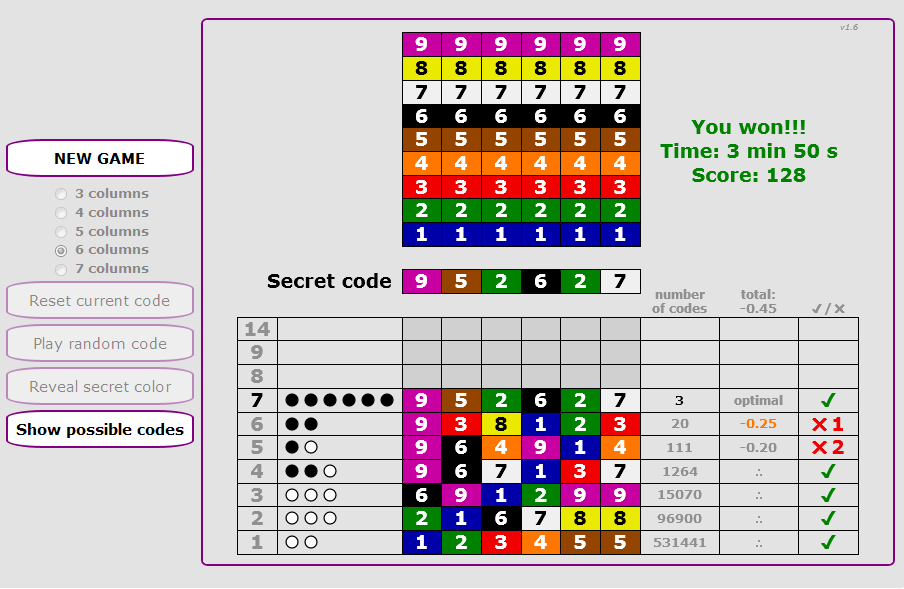 v1.6
9 9 9 9 9 9
8 8 8 8 8 8
7 7 7 7 7 7
6 6 6 6 6 6
5 5 5 5 5 5
4 4 4 4 4 4
3 3 3 3 3 3
2 2 2 2 2 2
1 1 1 1 1 1
You won!!!
Time: 3 min 50 s
Score: 128
NEW GAME
3 columns
4 columns
5 columns
6 columns
7 columns
Reset current code
Play random code
Reveal secret color
Show possible codes
Secret code 9 5 2 6 2 7
number
of codes
total:
-0.45
✓/✕
14
9
8
7 9 5 2 6 2 7 3 optimal ✓
6 9 3 8 1 2 3 20 -0.25 ✕ 1
5 9 6 4 9 1 4 111 -0.20 ✕ 2
4 9 6 7 1 3 7 1264 ∴ ✓
3 6 9 1 2 9 9 15070 ∴ ✓
2 2 1 6 7 8 8 96900 ∴ ✓
1 1 2 3 4 5 5 531441 ∴ ✓